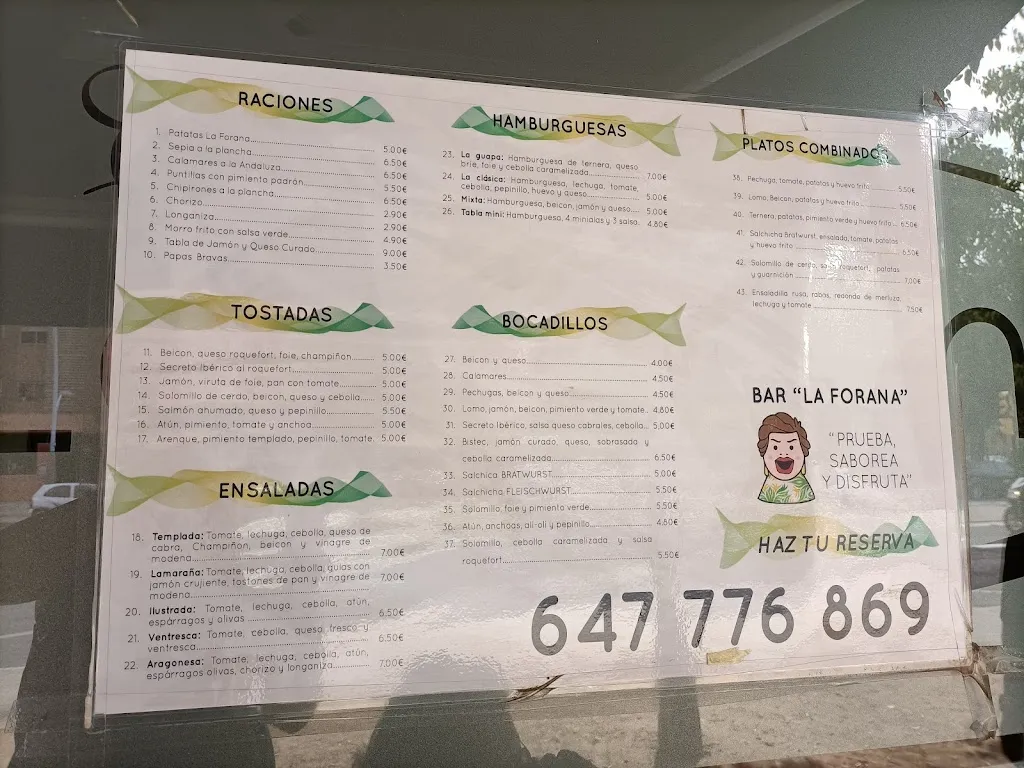 RACIONES
1. Patatas La Forana 5.00€
2. Sepia a la plancha 6.50€
3. Calamares a la Andaluza 6.50€
4. Puntillas con pimiento padrón 5.50€
5. Chipirones a la plancha 6.50€
6. Chorizo 2.90€
7. Longaniza 2.90€
8. Morro frito con salsa verde 4.90€
9. Tabla de Jamón y Queso Curado 9.00€
10. Papas Bravas 3.50€
TOSTADAS
11. Beicon, queso roquefort, foie, champiñon 5.00€
12. Secreto Ibérico al roquefort 5.00€
13. Jamón, viruta de foie, pan con tomate 5.00€
14. Solomillo de cerdo, beicon, queso y cebolla 5.00€
15. Salmón ahumado, queso y pepinillo 5.50€
16. Atún, pimiento, tomate y anchoa 5.00€
17. Arenque, pimiento templado, pepinillo, tomate. 5.00€
ENSALADAS
18. Templada: Tomate, lechuga, cebolla, queso de
cabra, Champiñón, beicon y vinagre de
modena 7.00€
19. Lamaraña: Tomate, lechuga, cebolla, gulas con
jamón crujiente, tostones de pan y vinagre de
modena 7.00€
20. Ilustrada: Tomate, lechuga, cebolla, atún,
espárragos y olivas 6.50€
21. Ventresca: Tomate, cebolla, queso fresco y
ventresca 6.50€
22. Aragonesa: Tomate, lechuga, cebolla, atún,
espárragos olivas, chorizo y longaniza 7.00€
HAMBURGUESAS
23. La guapa: Hamburguesa de ternera, queso
brie, foie y cebolla caramelizada 7.00€
24. La clásica: Hamburguesa, lechuga, tomate,
cebolla, pepinillo, huevo y queso 5.00€
25. Mixta: Hamburguesa, beicon, jamón y queso 5.00€
26. Tabla mini: Hamburguesa, 4 minialas y 3 salsa. 4.80€
BOCADILLOS
27. Beicon y queso 4.00€
28. Calamares 4.50€
29. Pechugas, beicon y queso 4.50€
30. Lomo, jamón, beicon, pimiento verde y tomate 4.80€
31. Secreto Ibérico, salsa queso cabrales, cebolla 5.00€
32. Bistec, jamón curado, queso, sobrasada y
cebolla caramelizada 6.50€
33. Salchica BRATWURST 5.00€
34. Salchicha FLEISCHWURST 5.50€
35. Solomillo, foie y pimiento verde 5.50€
36. Atún, anchoas, ali-oli y pepinillo 4.80€
37. Solomillo, cebolla caramelizada y salsa
roquefort 5.50€
PLATOS COMBINADOS
38. Pechuga, tomate, patatas y huevo frito 5.50€
39. Lomo, Beicon, patatas y huevo frito 5.50€
40. Ternera, patatas, pimiento verde y huevo frito 6.50€
41. Salchicha Bratwurst, ensalada, tomate, patatas
y huevo frito 6.50€
42. Solomillo de cerdo, salsa roquefort, patatas
y guarnición 7.00€
43. Ensaladilla rusa, rabas, redondo de merluza,
lechuga y tomate 7.50€
BAR "LA FORANA"
"PRUEBA,
SABOREA
Y DISFRUTA"
HAZ TU RESERVA
647 776 869